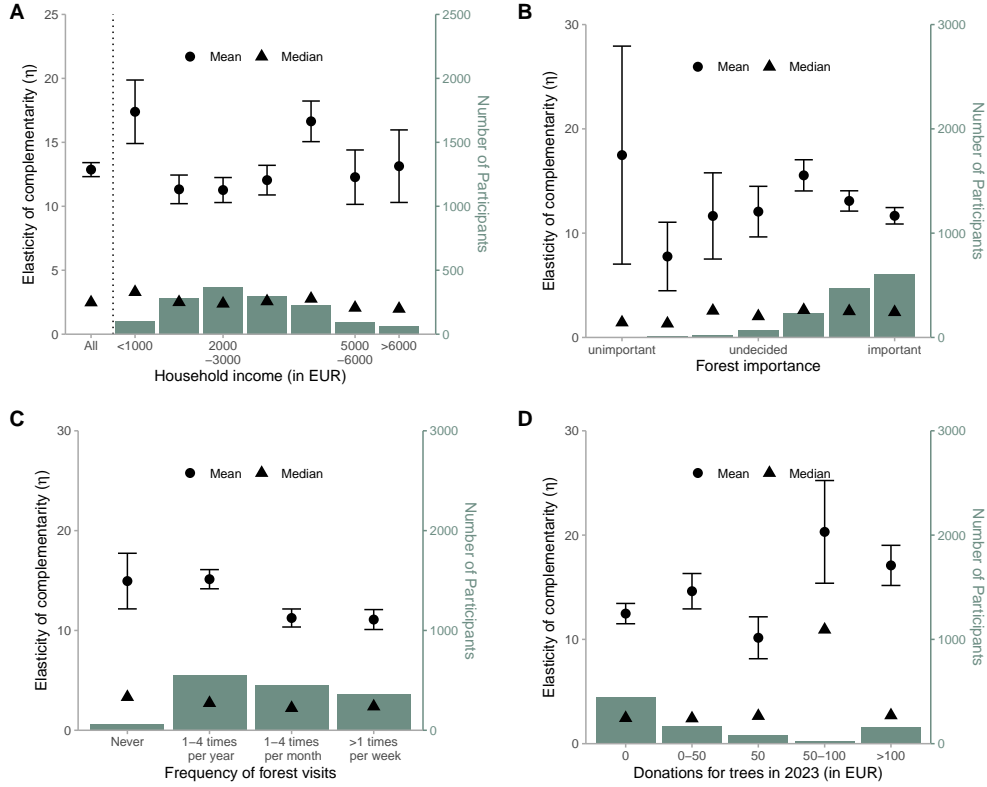 A
25
20
15
10
5
0
Elasticity of complementarity (η)
Mean
Median
2500
2000
1500
1000
500
0
Number of Participants
All
<1000
2000
−3000
5000
−6000
>6000
Household income (in EUR)
B
30
20
10
0
Elasticity of complementarity (η)
Mean
Median
3000
2000
1000
0
Number of Participants
unimportant
undecided
important
Forest importance
C
30
20
10
0
Elasticity of complementarity (η)
Mean
Median
3000
2000
1000
0
Number of Participants
Never
1−4 times
per year
1−4 times
per month
>1 times
per week
Frequency of forest visits
D
30
20
10
0
Elasticity of complementarity (η)
Mean
Median
3000
2000
1000
0
Number of Participants
0
0−50
50
50−100
>100
Donations for trees in 2023 (in EUR)